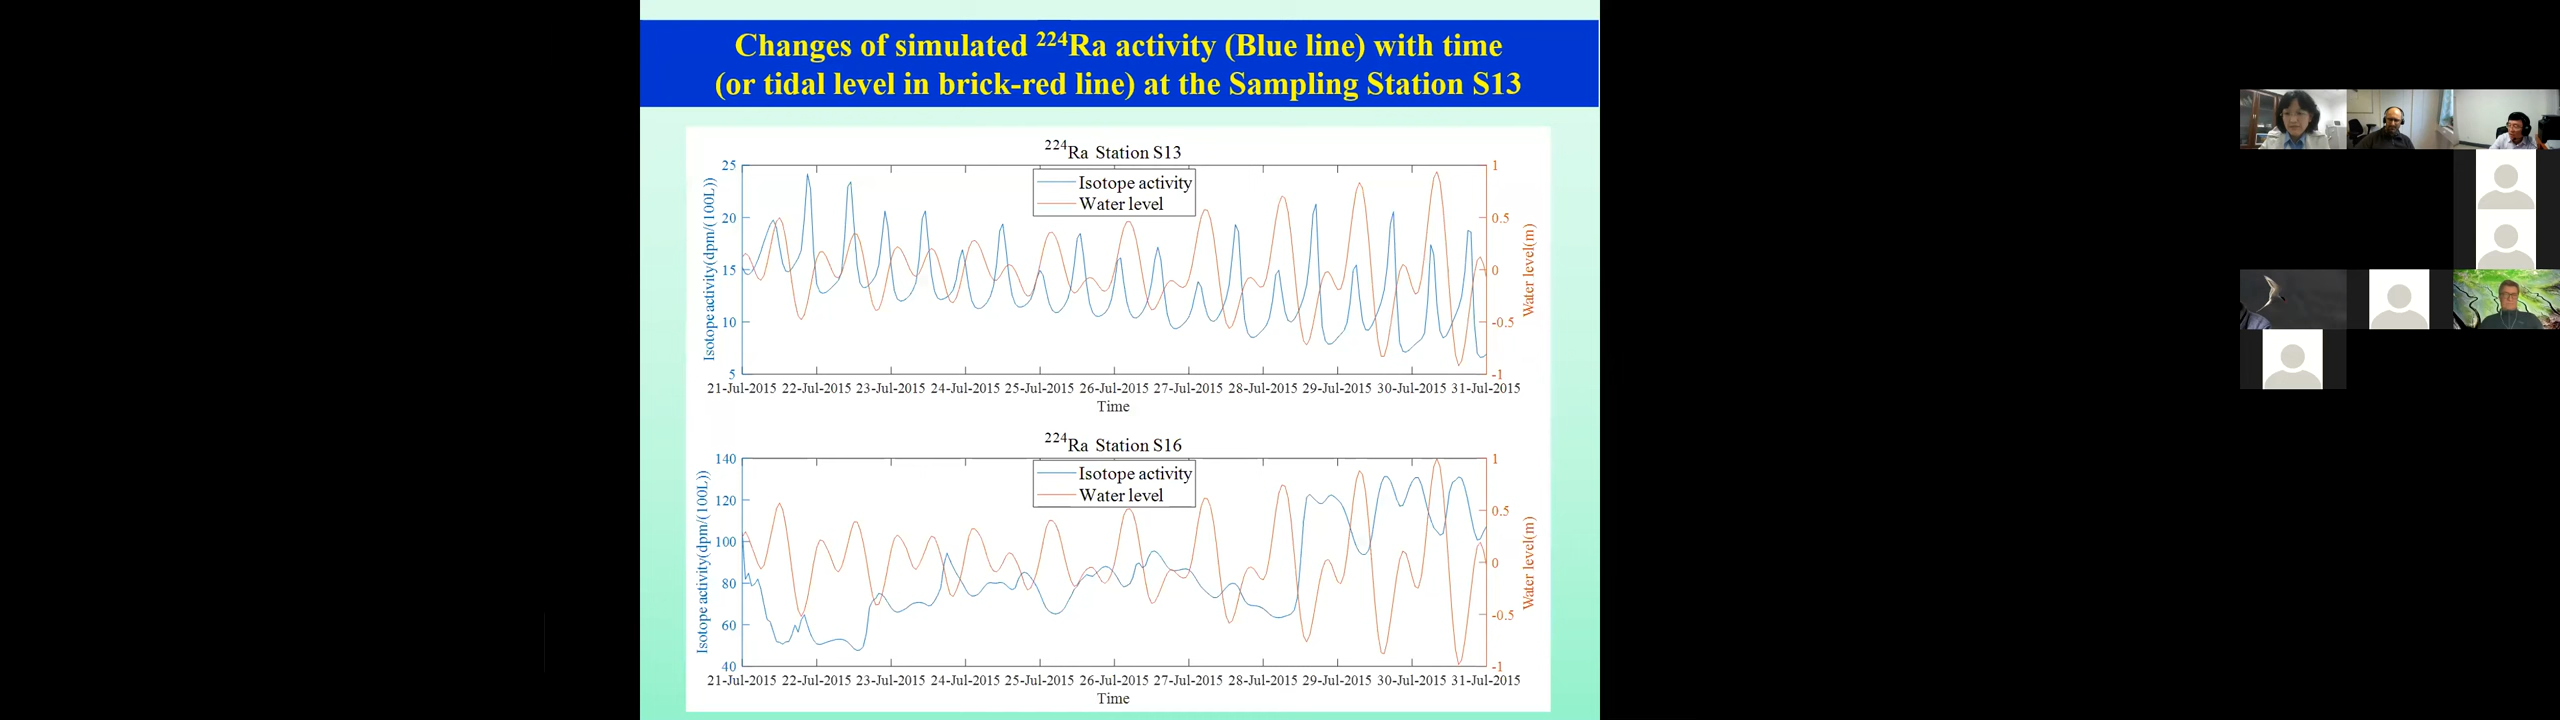 Changes of simulated ²²⁴Ra activity (Blue line) with time
(or tidal level in brick-red line) at the Sampling Station S13
²²⁴Ra Station S13
Isotope activity
Water level
25
20
15
10
5
Isotope activity(dpm/(100L))
1
0.5
0
-0.5
-1
Water level(m)
21-Jul-2015 22-Jul-2015 23-Jul-2015 24-Jul-2015 25-Jul-2015 26-Jul-2015 27-Jul-2015 28-Jul-2015 29-Jul-2015 30-Jul-2015 31-Jul-2015
Time
²²⁴Ra Station S16
Isotope activity
Water level
140
120
100
80
60
40
Isotope activity(dpm/(100L))
1
0.5
0
-0.5
-1
Water level(m)
21-Jul-2015 22-Jul-2015 23-Jul-2015 24-Jul-2015 25-Jul-2015 26-Jul-2015 27-Jul-2015 28-Jul-2015 29-Jul-2015 30-Jul-2015 31-Jul-2015
Time